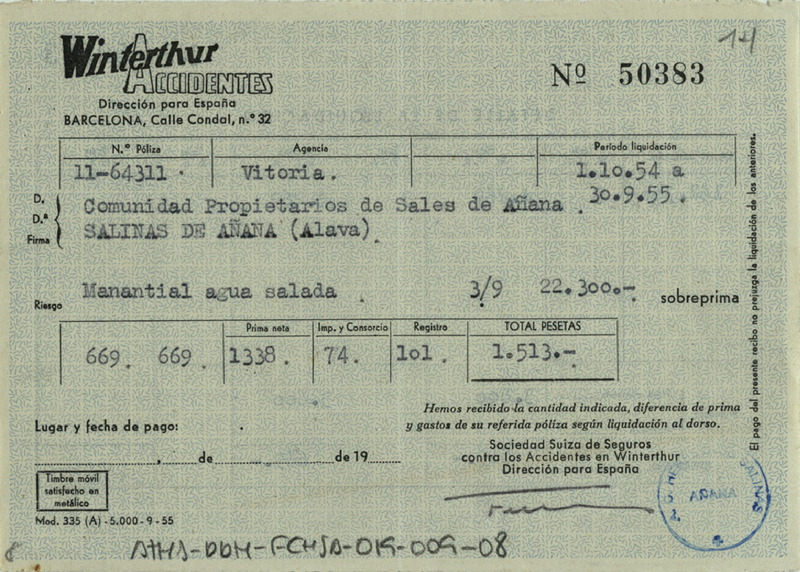 14
Winterthur
ACCIDENTES
Dirección para España
BARCELONA, Calle Condal, n.º 32
Nº 50383
N.º Póliza Agencia Período liquidación
11-64311. Vitoria. 1.10.54 a
30.9.55.
D.
D.ª
Firma
Comunidad Propietarios de Sales de Añana
SALINAS DE AÑANA (Alava).
Riesgo Manantial agua salada . 3/9 22.300.- sobreprima
Prima neta Imp. y Consorcio Registro TOTAL PESETAS
669. 669. 1338. 74. 101. 1.513.-
Hemos recibido la cantidad indicada, diferencia de prima
y gastos de su referida póliza según liquidación al dorso.
Lugar y fecha de pago:
Sociedad Suiza de Seguros
contra los Accidentes en Winterthur
Dirección para España
, de de 19
Timbre móvil
satisfecho en
metálico
Mod. 335 (A) - 5.000 - 9 - 55
El pago del presente recibo no prejuzga la liquidación de los anteriores.
SALINAS
AÑANA
ATHA-DDH-FCHSA-019-009-08